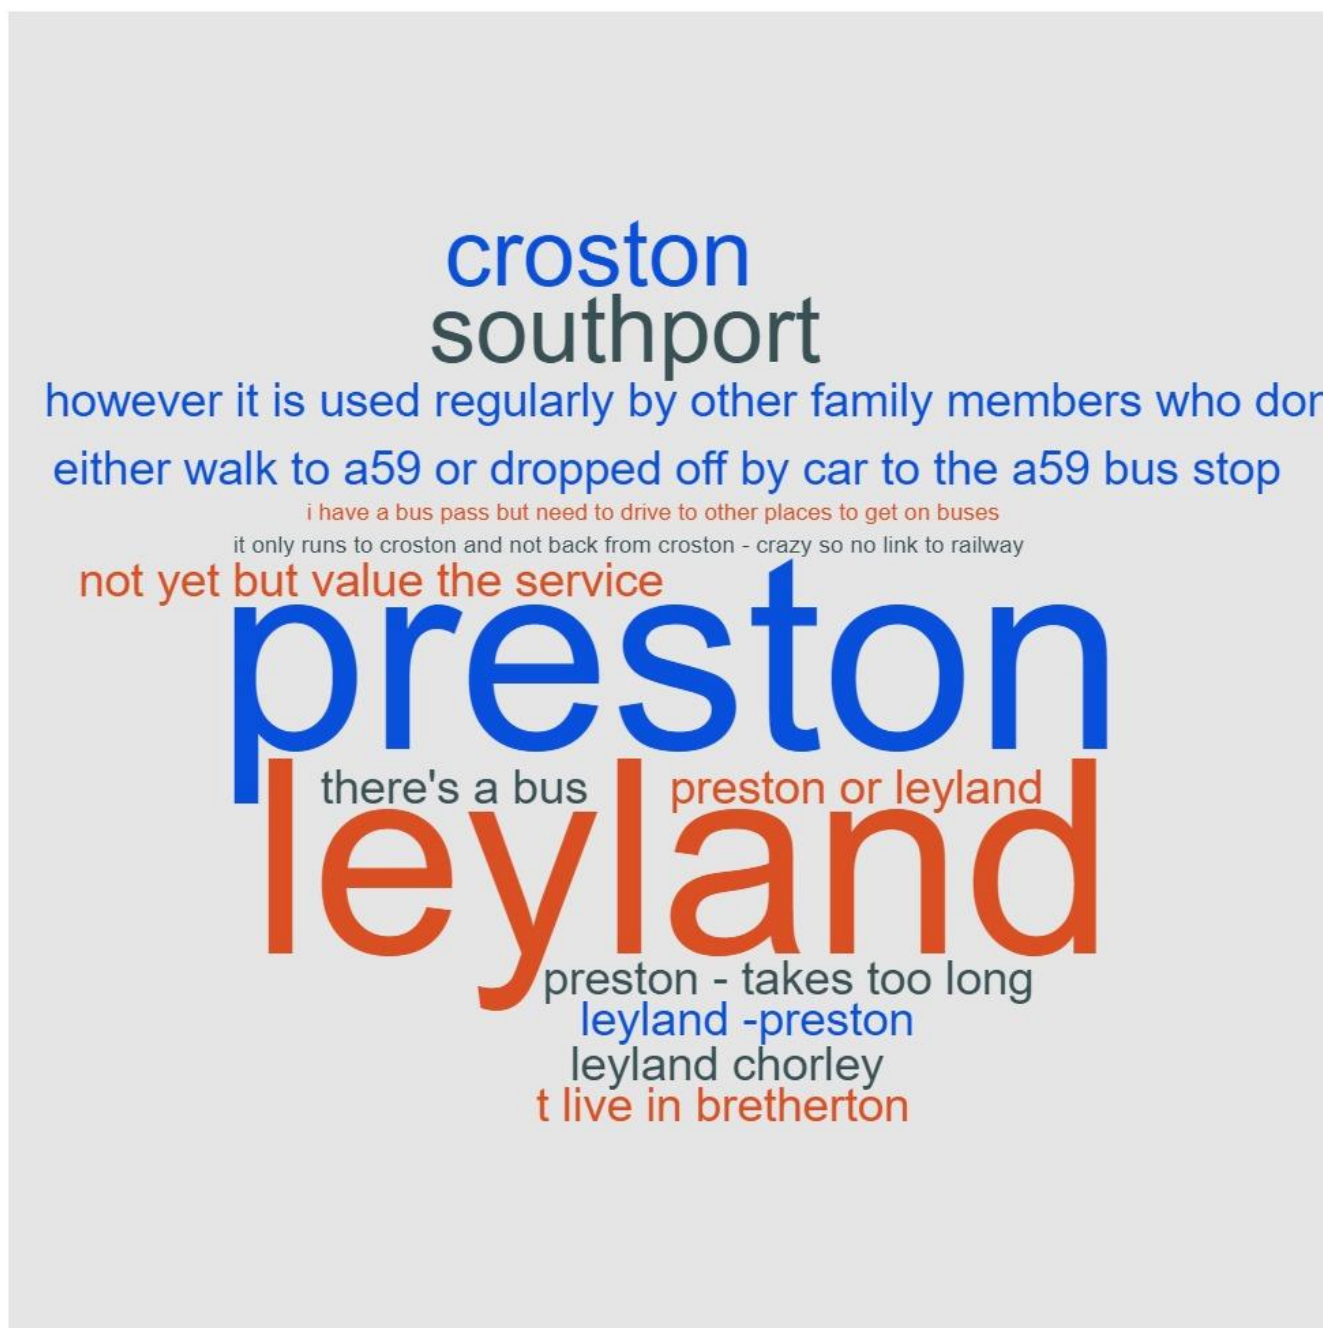 croston
southport
however it is used regularly by other family members who don
either walk to a59 or dropped off by car to the a59 bus stop
i have a bus pass but need to drive to other places to get on buses
it only runs to croston and not back from croston - crazy so no link to railway
not yet but value the service
preston
there's a bus
preston or leyland
leyland
preston - takes too long
leyland -preston
leyland chorley
t live in bretherton